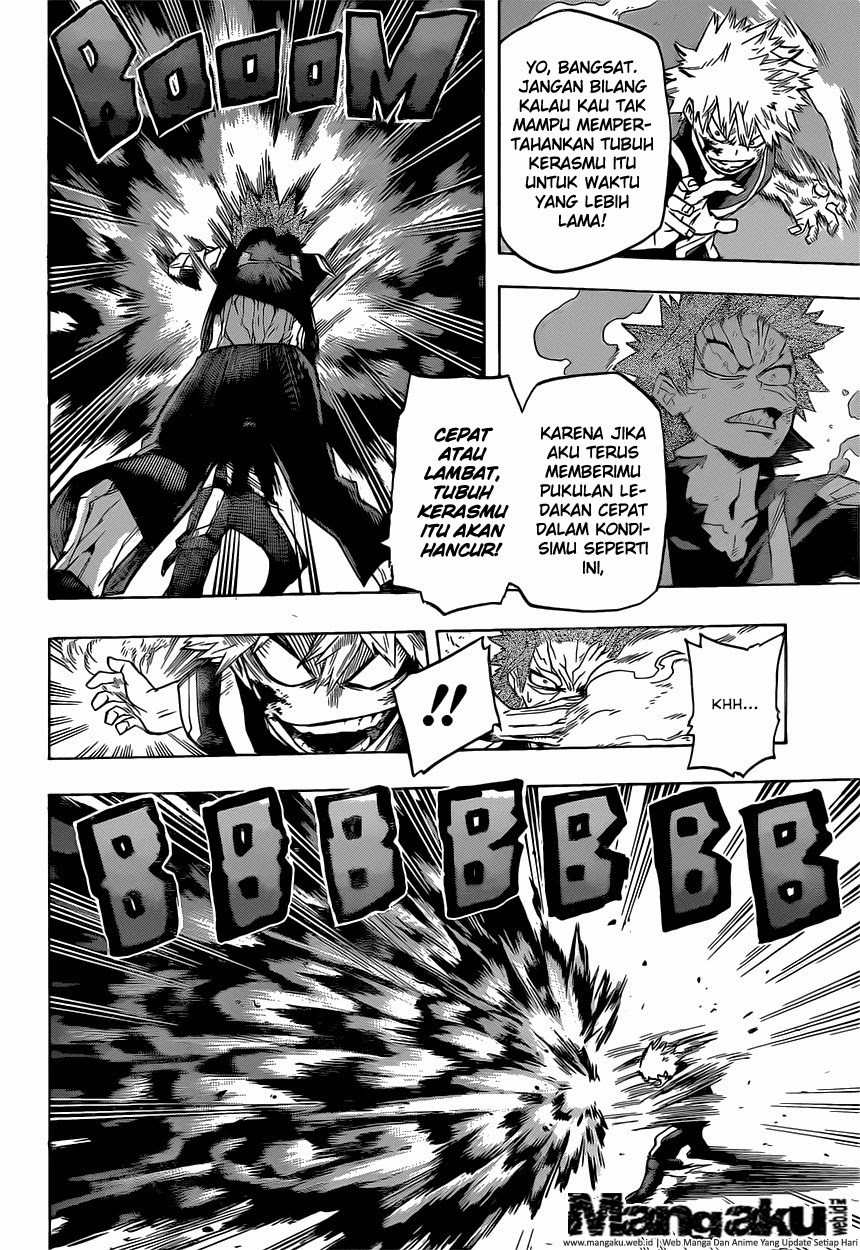 YO, BANGSAT.
JANGAN BILANG
KALAU KAU TAK
MAMPU MEMPER-
TAHANKAN TUBUH
KERASMU ITU
UNTUK WAKTU
YANG LEBIH
LAMA!
BOOOM
KARENA JIKA
AKU TERUS
MEMBERIMU
PUKULAN LE-
DAKAN CEPAT
DALAM KONDI-
SIMU SEPERTI
INI,
CEPAT
ATAU
LAMBAT,
TUBUH
KERASMU
ITU AKAN
HANCUR!
KHH...
!!
BBBBBBB
Mangaku
web.id
www.mangaku.web.id | Web Manga Dan Anime Yang Update Setiap Hari